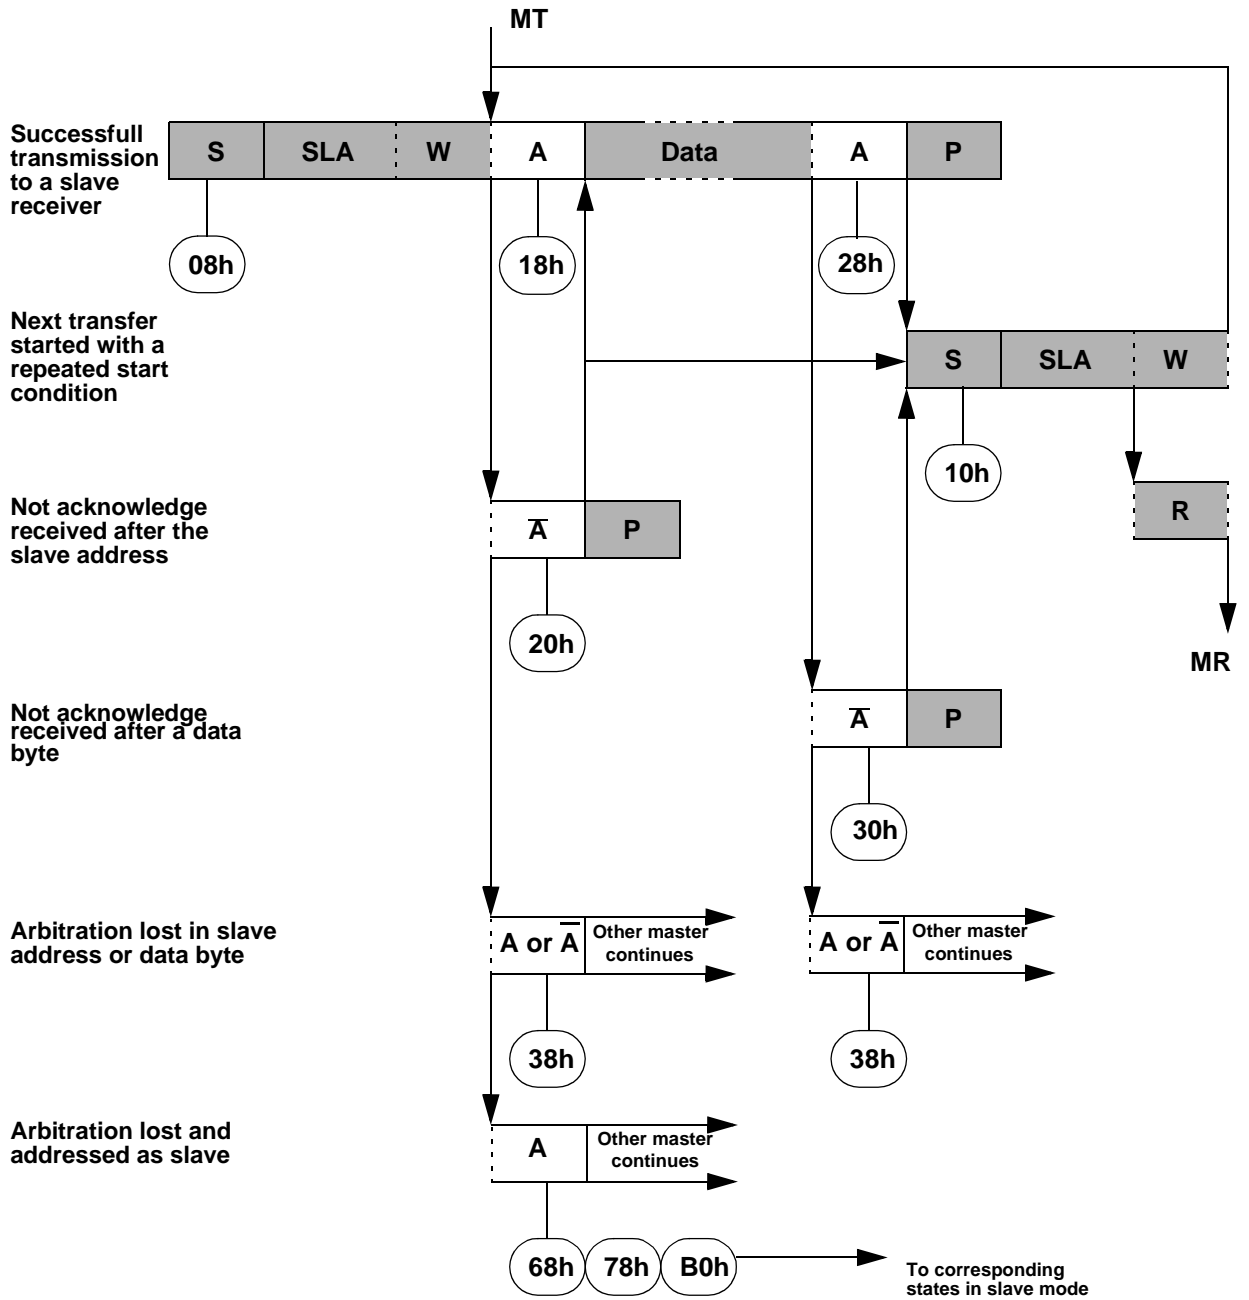 MT
Successfull
transmission
to a slave
receiver
S SLA W A Data A P
08h 18h 28h
Next transfer
started with a
repeated start
condition
S SLA W
10h
Not acknowledge
received after the
slave address
A̅ P
R
20h
MR
Not acknowledge
received after a data
byte
A̅ P
30h
Arbitration lost in slave
address or data byte
A or A̅
Other master
continues
A or A̅
Other master
continues
38h 38h
Arbitration lost and
addressed as slave
A
Other master
continues
68h 78h B0h
To corresponding
states in slave mode